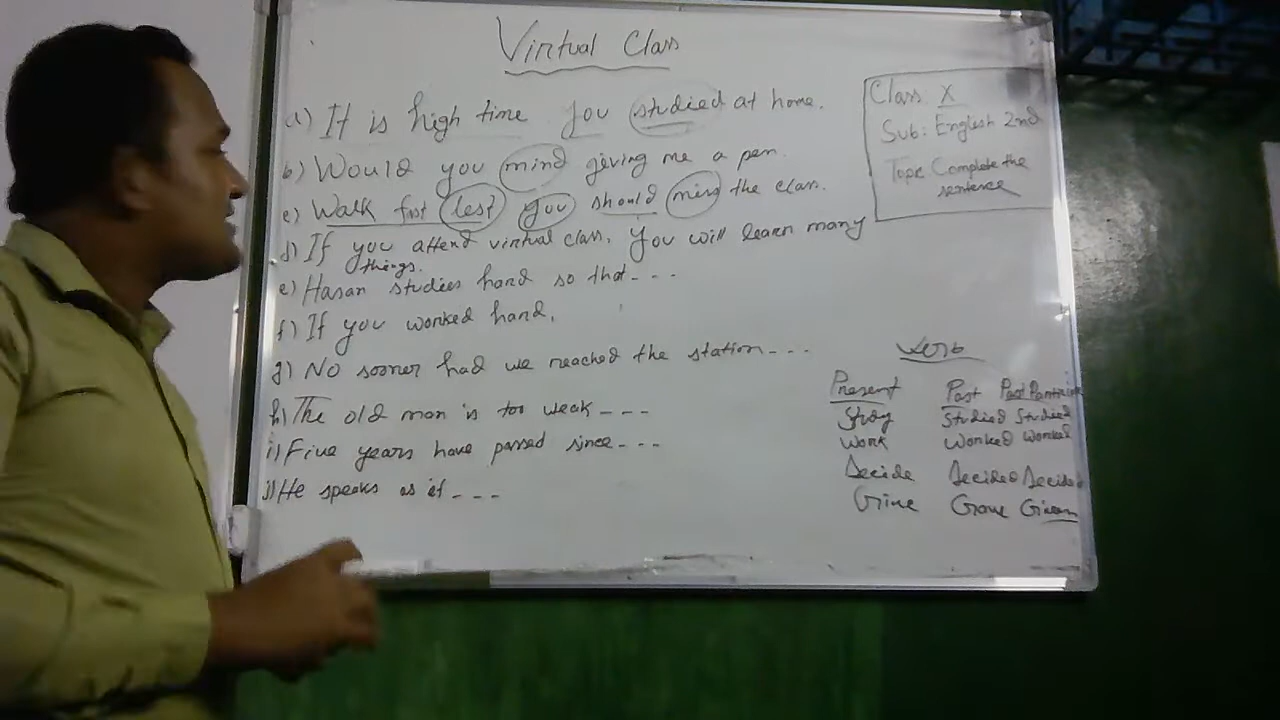 Virtual Class
a) It is high time you studied at home.
b) Would you mind giving me a pen.
c) Walk fast lest you should miss the class.
d) If you attend virtual class, you will learn many
things.
e) Hasan studies hard so that - - -
f) If you worked hard,
g) No sooner had we reached the station - - -
h) The old man is too weak - - -
i) Five years have passed since - - -
j) He speaks as if - - -
Class X
Sub: English 2nd
Topic Complete the
sentence
Verb
Present Past Past Participle
Study Studied Studied
Work Worked Worked
Decide Decided Decided
Give Gave Given